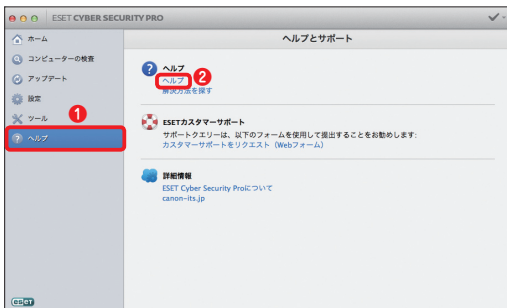 ESET CYBER SECURITY PRO
ホーム
コンピューターの検査
アップデート
設定
ツール
1
ヘルプ
ヘルプとサポート
ヘルプ
ヘルプ
2
解決方法を探す
ESETカスタマーサポート
サポートクエリーは、以下のフォームを使用して提出することをお勧めします:
カスタマーサポートをリクエスト（Webフォーム）
詳細情報
ESET Cyber Security Proについて
canon-its.jp
eseT